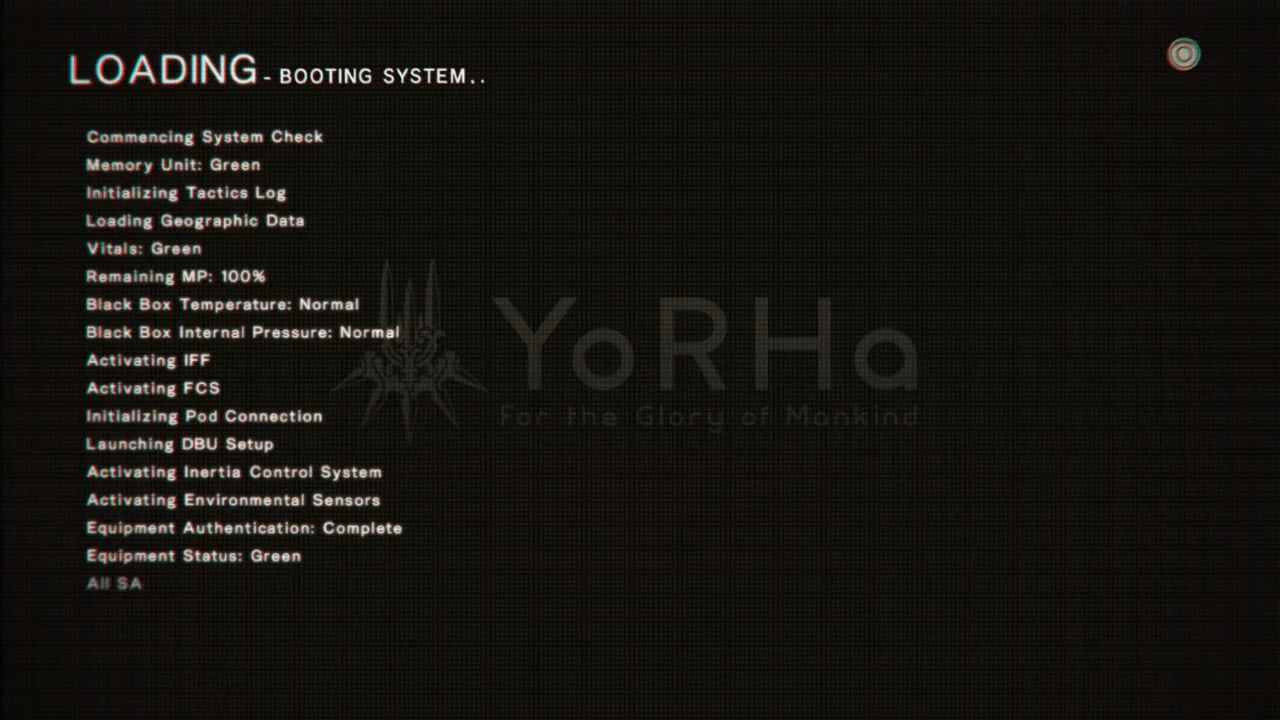 LOADING - BOOTING SYSTEM..
Commencing System Check
Memory Unit: Green
Initializing Tactics Log
Loading Geographic Data
Vitals: Green
Remaining MP: 100%
Black Box Temperature: Normal
Black Box Internal Pressure: Normal
Activating IFF
Activating FCS
Initializing Pod Connection
Launching DBU Setup
Activating Inertia Control System
Activating Environmental Sensors
Equipment Authentication: Complete
Equipment Status: Green
All SA
YoRHa
For the Glory of Mankind